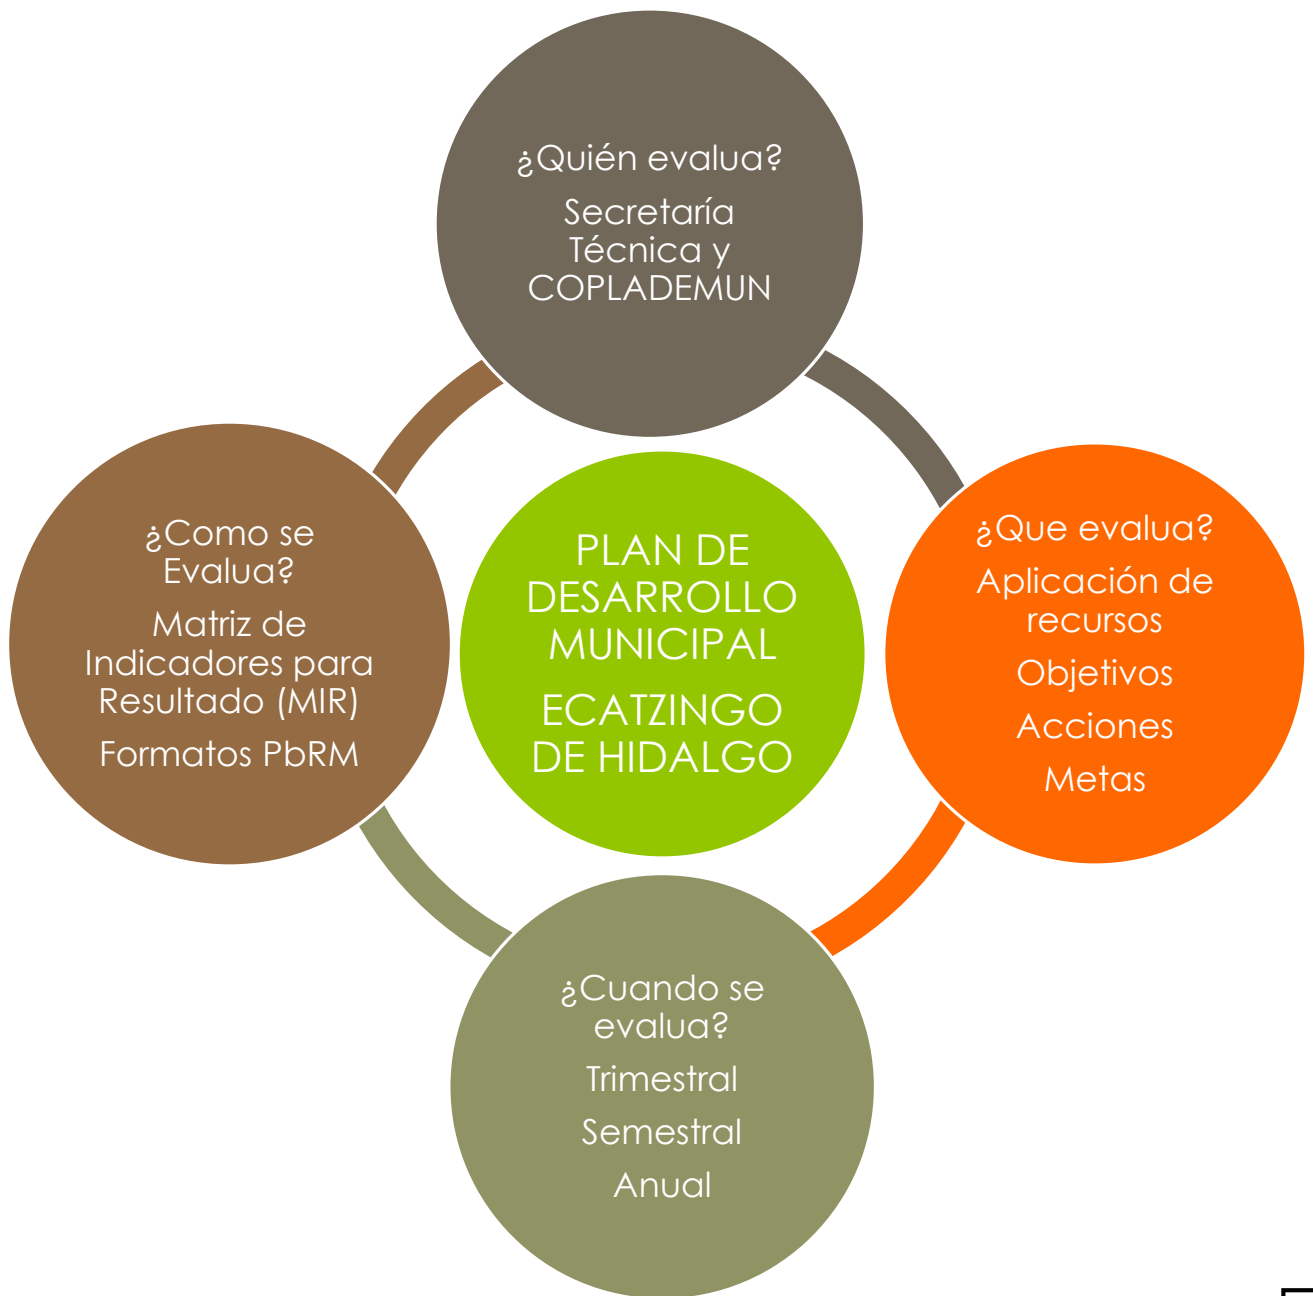 ¿Quién evalua?
Secretaría
Técnica y
COPLADEMUN
¿Que evalua?
Aplicación de
recursos
Objetivos
Acciones
Metas
¿Cuando se
evalua?
Trimestral
Semestral
Anual
¿Como se
Evalua?
Matriz de
Indicadores para
Resultado (MIR)
Formatos PbRM
PLAN DE
DESARROLLO
MUNICIPAL
ECATZINGO
DE HIDALGO